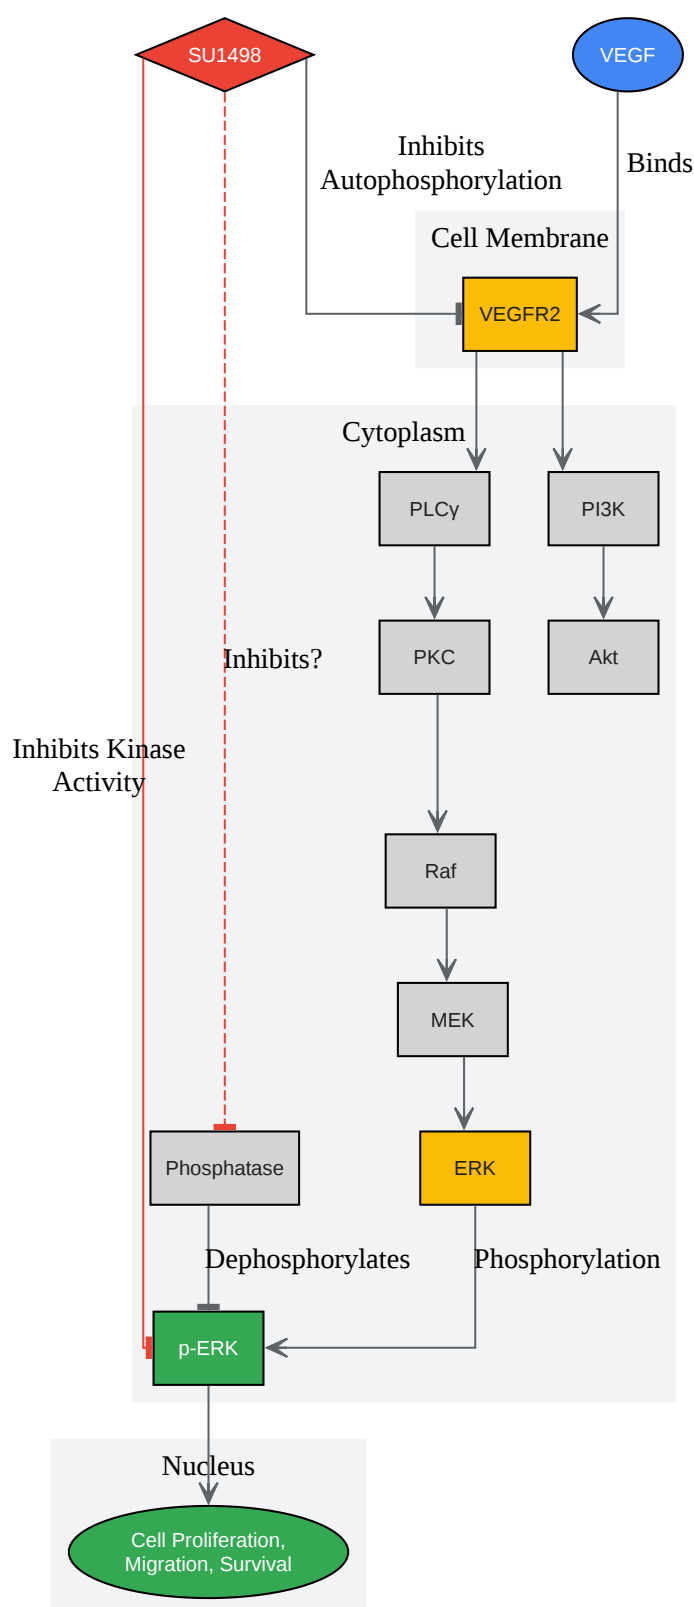 SU1498
VEGF
Inhibits
Autophosphorylation
Binds
Cell Membrane
VEGFR2
Cytoplasm
PLCγ
PI3K
PKC
Akt
Inhibits?
Inhibits Kinase
Activity
Raf
MEK
Phosphatase
ERK
Dephosphorylates
Phosphorylation
p-ERK
Nucleus
Cell Proliferation,
Migration, Survival